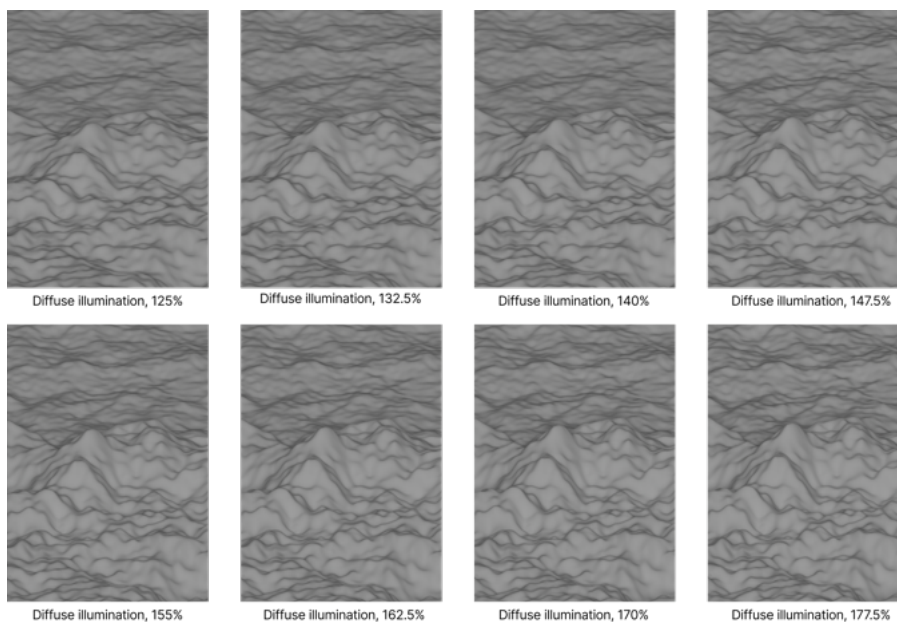 Diffuse illumination, 125%
Diffuse illumination, 132.5%
Diffuse illumination, 140%
Diffuse illumination, 147.5%
Diffuse illumination, 155%
Diffuse illumination, 162.5%
Diffuse illumination, 170%
Diffuse illumination, 177.5%